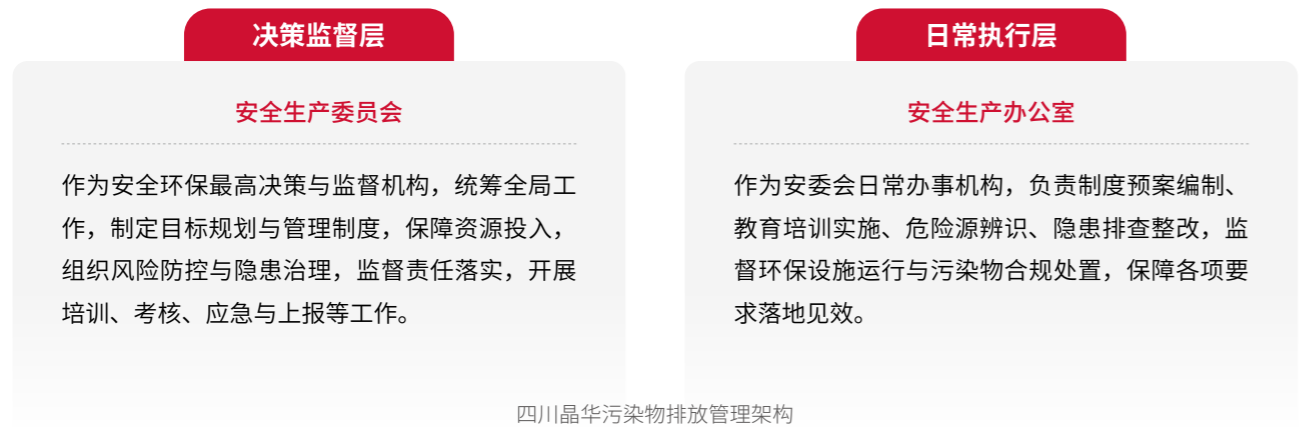 决策监督层
安全生产委员会
作为安全环保最高决策与监督机构，统筹全局工
作，制定目标规划与管理制度，保障资源投入，
组织风险防控与隐患治理，监督责任落实，开展
培训、考核、应急与上报等工作。
日常执行层
安全生产办公室
作为安委会日常办事机构，负责制度预案编制、
教育培训实施、危险源辨识、隐患排查整改，监
督环保设施运行与污染物合规处置，保障各项要
求落地见效。
四川晶华污染物排放管理架构